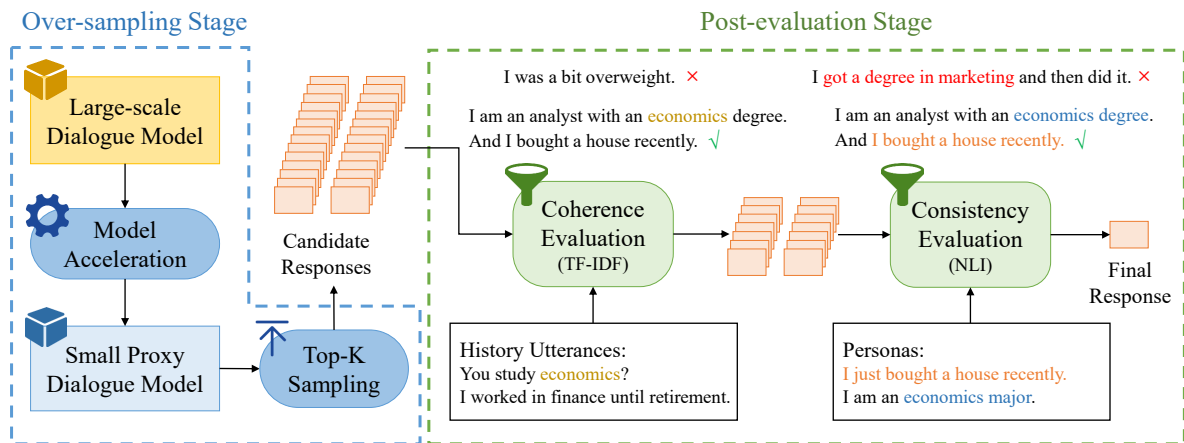 Over-sampling Stage
Large-scale
Dialogue Model
Model
Acceleration
Small Proxy
Dialogue Model
Top-K
Sampling
Candidate
Responses
Post-evaluation Stage
I was a bit overweight. ×
I am an analyst with an economics degree.
And I bought a house recently. √
I got a degree in marketing and then did it. ×
I am an analyst with an economics degree.
And I bought a house recently. √
Coherence
Evaluation
(TF-IDF)
Consistency
Evaluation
(NLI)
Final
Response
History Utterances:
You study economics?
I worked in finance until retirement.
Personas:
I just bought a house recently.
I am an economics major.